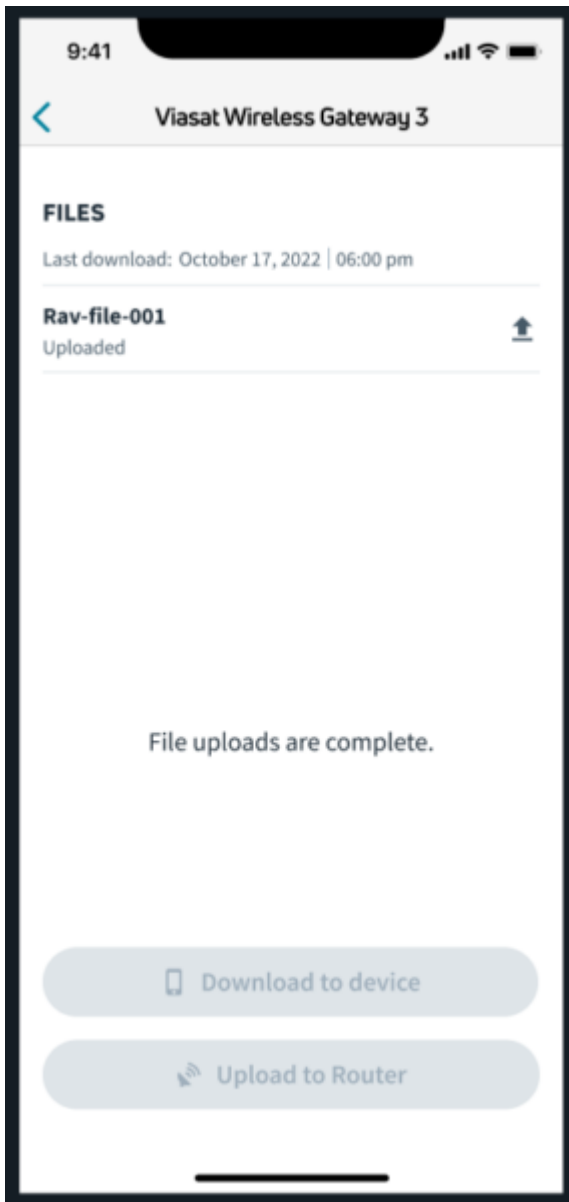 9:41
Viasat Wireless Gateway 3
FILES
Last download: October 17, 2022 | 06:00 pm
Rav-file-001
Uploaded
File uploads are complete.
Download to device
Upload to Router